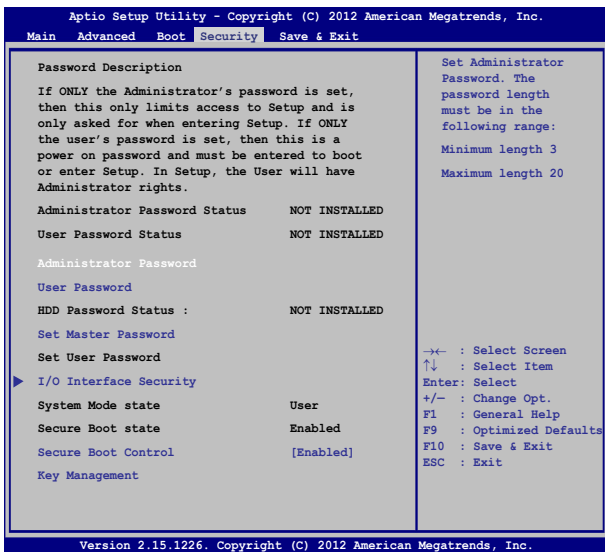 Aptio Setup Utility - Copyright (C) 2012 American Megatrends, Inc.
Main Advanced Boot Security Save & Exit
Password Description
If ONLY the Administrator's password is set,
then this only limits access to Setup and is
only asked for when entering Setup. If ONLY
the user's password is set, then this is a
power on password and must be entered to boot
or enter Setup. In Setup, the User will have
Administrator rights.
Administrator Password Status NOT INSTALLED
User Password Status NOT INSTALLED
Administrator Password
User Password
HDD Password Status : NOT INSTALLED
Set Master Password
Set User Password
I/O Interface Security
System Mode state User
Secure Boot state Enabled
Secure Boot Control [Enabled]
Key Management
Set Administrator
Password. The
password length
must be in the
following range:
Minimum length 3
Maximum length 20
→← : Select Screen
↑↓ : Select Item
Enter: Select
+/— : Change Opt.
F1 : General Help
F9 : Optimized Defaults
F10 : Save & Exit
ESC : Exit
Version 2.15.1226. Copyright (C) 2012 American Megatrends, Inc.